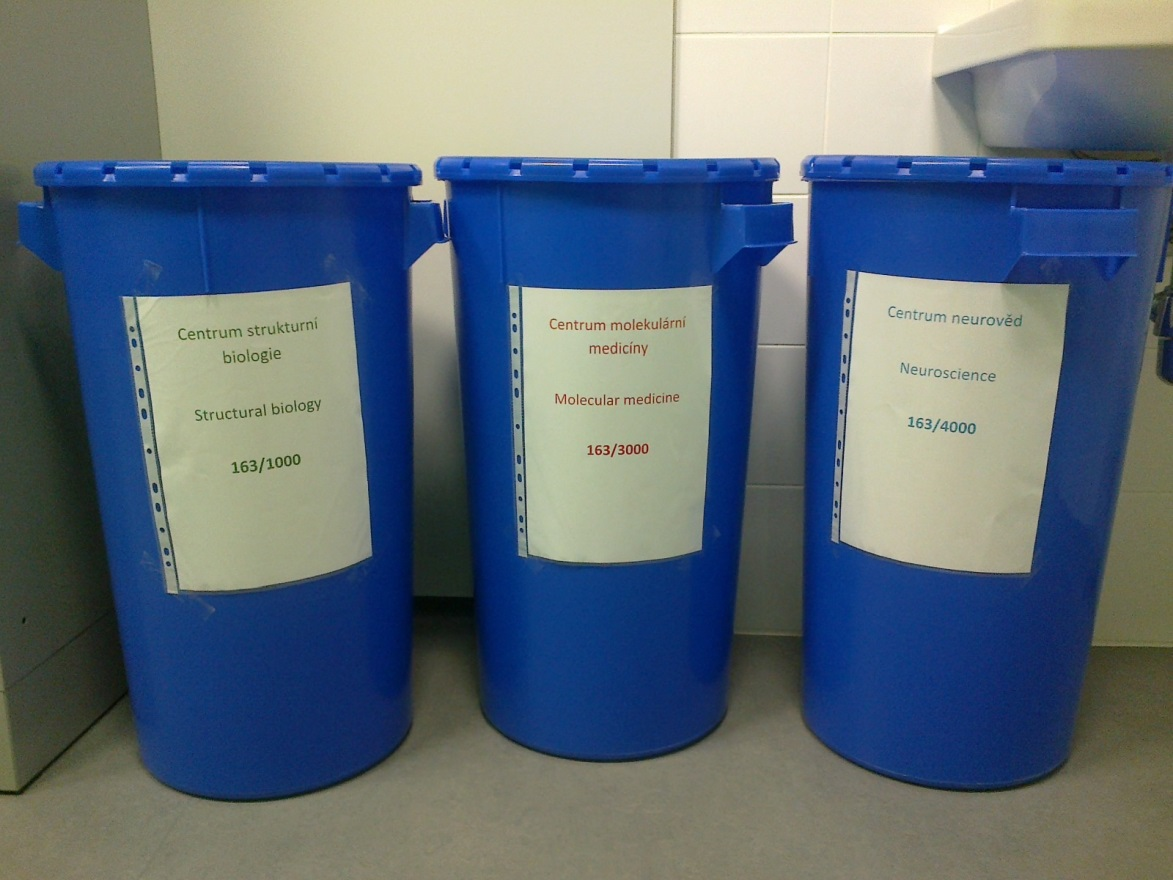 Centrum strukturní
biologie
Structural biology
163/1000
Centrum molekulární
medicíny
Molecular medicine
163/3000
Centrum neurověd
Neuroscience
163/4000